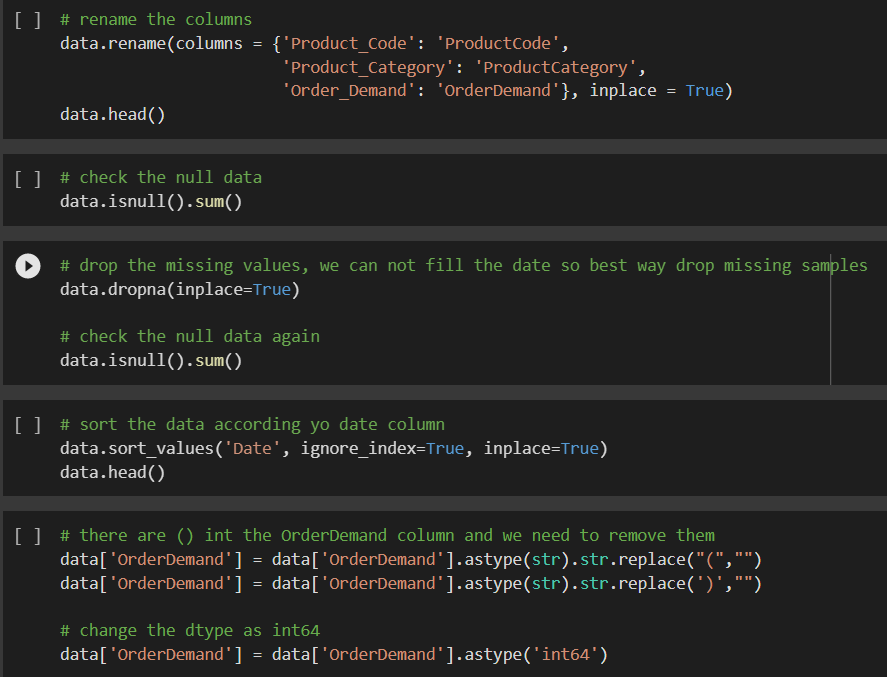 [ ] # rename the columns
data.rename(columns = {'Product_Code': 'ProductCode',
                       'Product_Category': 'ProductCategory',
                       'Order_Demand': 'OrderDemand'}, inplace = True)
data.head()
[ ] # check the null data
data.isnull().sum()
# drop the missing values, we can not fill the date so best way drop missing samples
data.dropna(inplace=True)
# check the null data again
data.isnull().sum()
[ ] # sort the data according yo date column
data.sort_values('Date', ignore_index=True, inplace=True)
data.head()
[ ] # there are () int the OrderDemand column and we need to remove them
data['OrderDemand'] = data['OrderDemand'].astype(str).str.replace("(","")
data['OrderDemand'] = data['OrderDemand'].astype(str).str.replace(')',"")
# change the dtype as int64
data['OrderDemand'] = data['OrderDemand'].astype('int64')